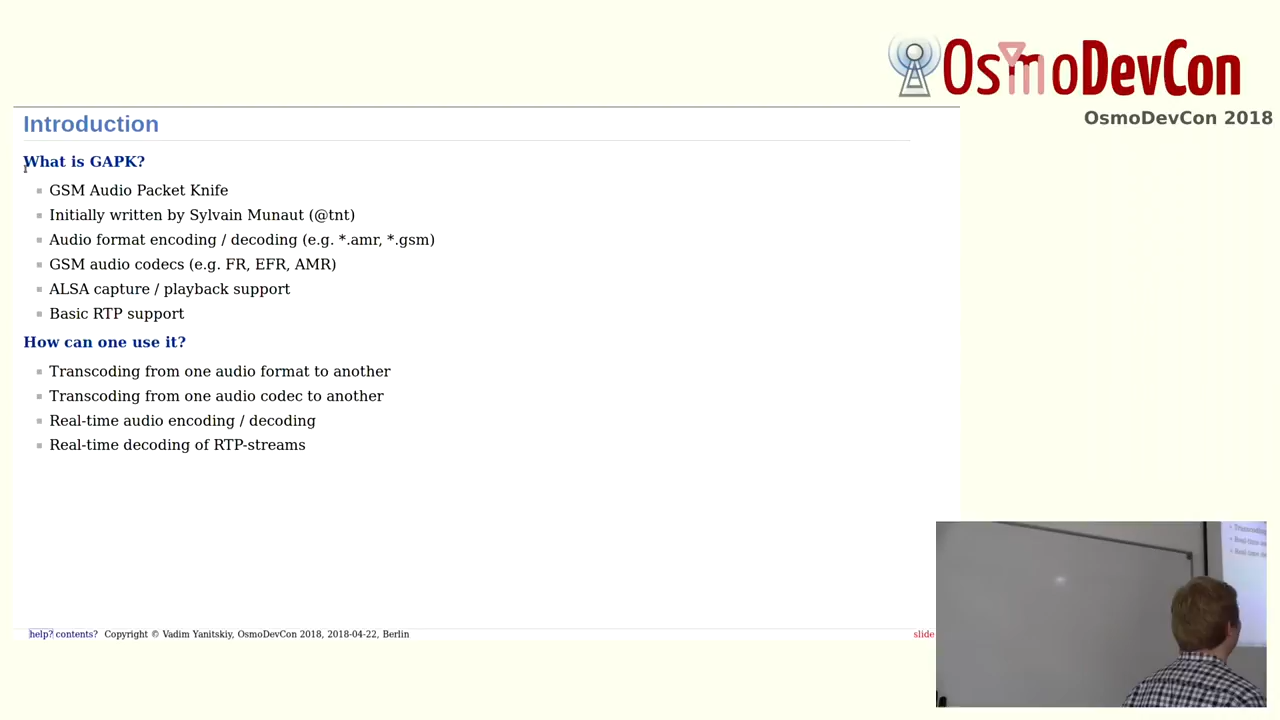 OsmoDevCon
OsmoDevCon 2018
Introduction
What is GAPK?
GSM Audio Packet Knife
Initially written by Sylvain Munaut (@tnt)
Audio format encoding / decoding (e.g. *.amr, *.gsm)
GSM audio codecs (e.g. FR, EFR, AMR)
ALSA capture / playback support
Basic RTP support
How can one use it?
Transcoding from one audio format to another
Transcoding from one audio codec to another
Real-time audio encoding / decoding
Real-time decoding of RTP-streams
help? contents? Copyright © Vadim Yanitskiy, OsmoDevCon 2018, 2018-04-22, Berlin
slide